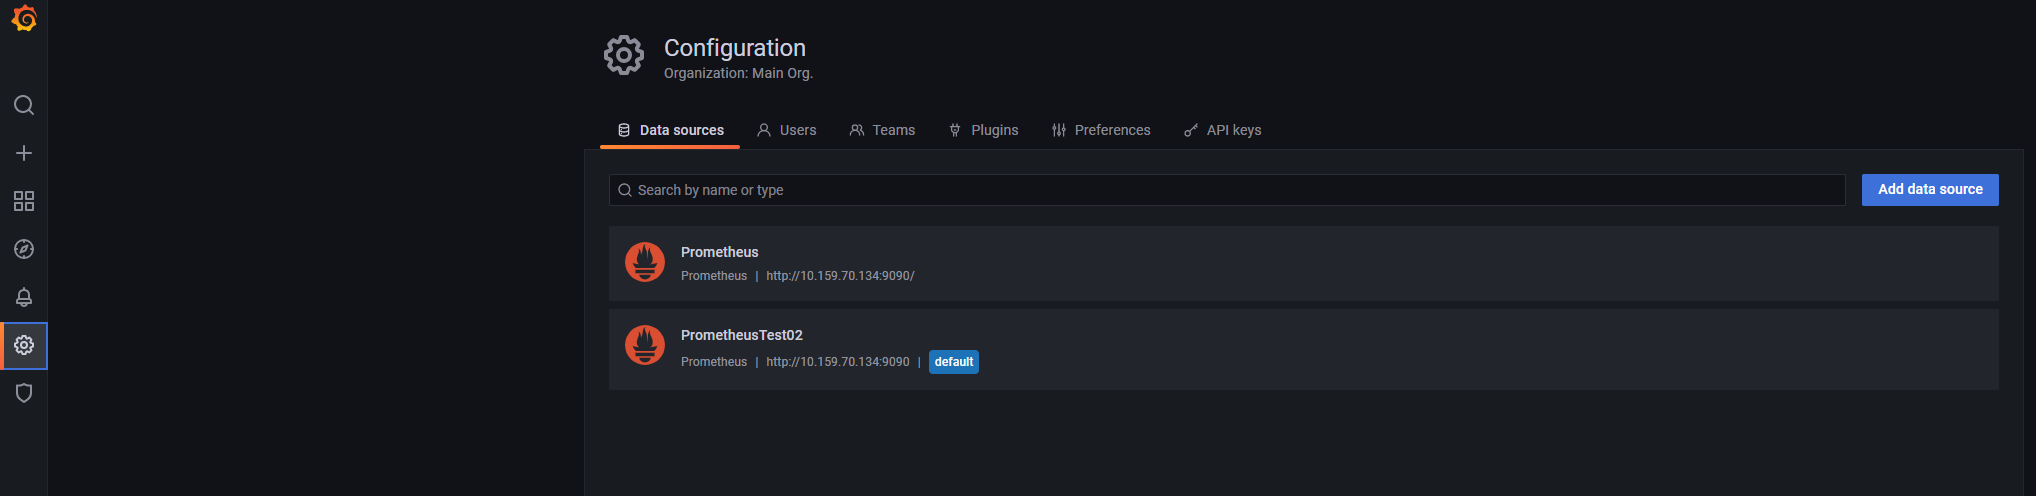 Configuration
Organization: Main Org.
Data sources Users Teams Plugins Preferences API keys
Search by name or type Add data source
Prometheus
Prometheus | http://10.159.70.134:9090/
PrometheusTest02
Prometheus | http://10.159.70.134:9090 | default